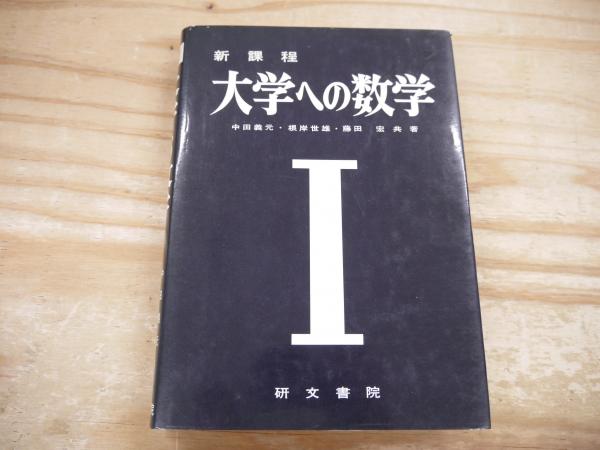 新課程
大学への数学
中田義元・根岸世雄・藤田 宏 共著
I
研文書院